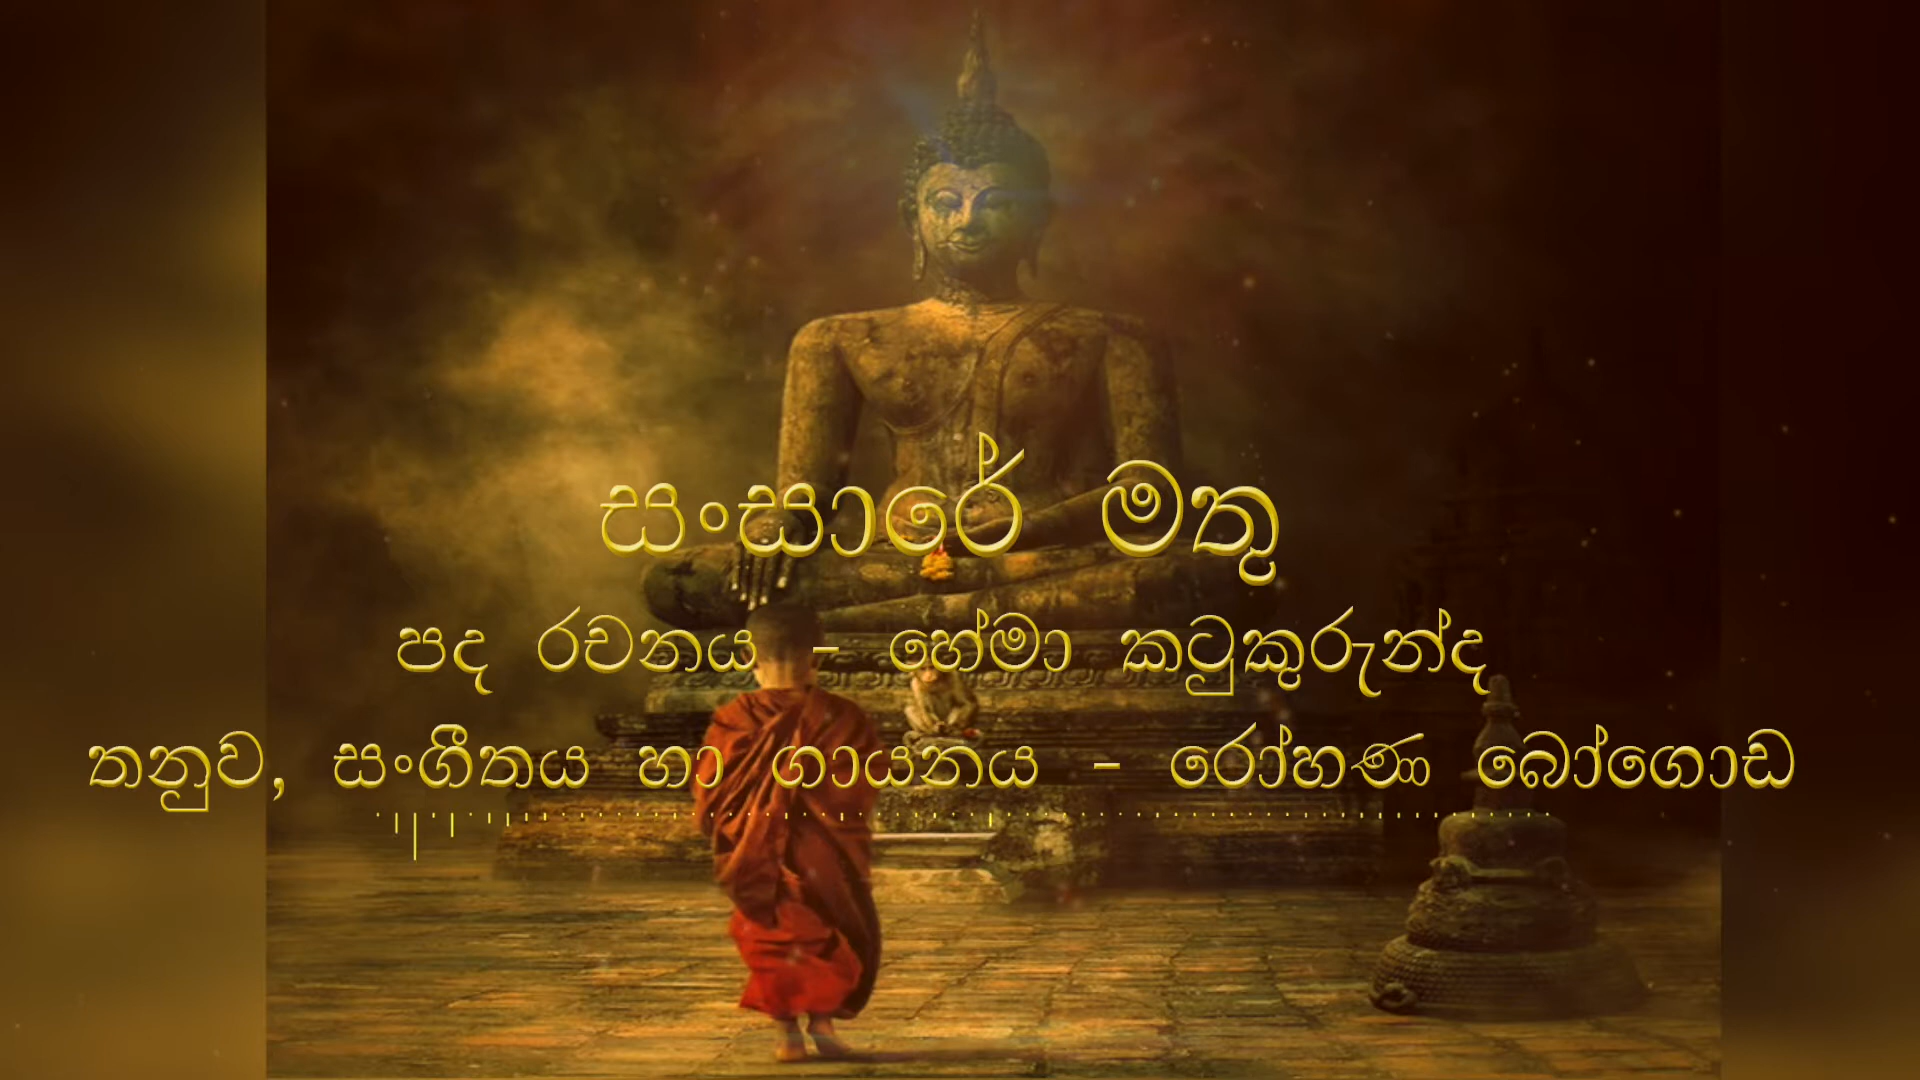 සංසාරේ මතු
පද රචනය - හේමා කටුකුරුන්ද
තනුව, සංගීතය හා ගායනය - රෝහණ බෝගොඩ